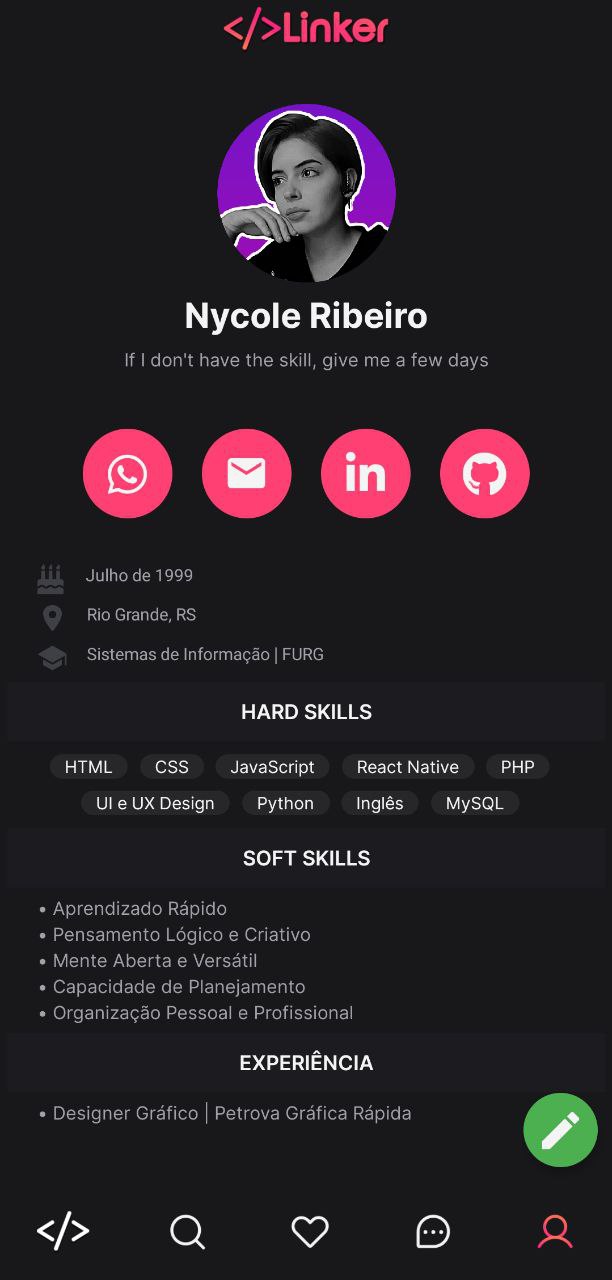 </>Linker
Nycole Ribeiro
If I don't have the skill, give me a few days
in
Julho de 1999
Rio Grande, RS
Sistemas de Informação | FURG
HARD SKILLS
HTML CSS JavaScript React Native PHP
UI e UX Design Python Inglês MySQL
SOFT SKILLS
• Aprendizado Rápido
• Pensamento Lógico e Criativo
• Mente Aberta e Versátil
• Capacidade de Planejamento
• Organização Pessoal e Profissional
EXPERIÊNCIA
• Designer Gráfico | Petrova Gráfica Rápida
</>